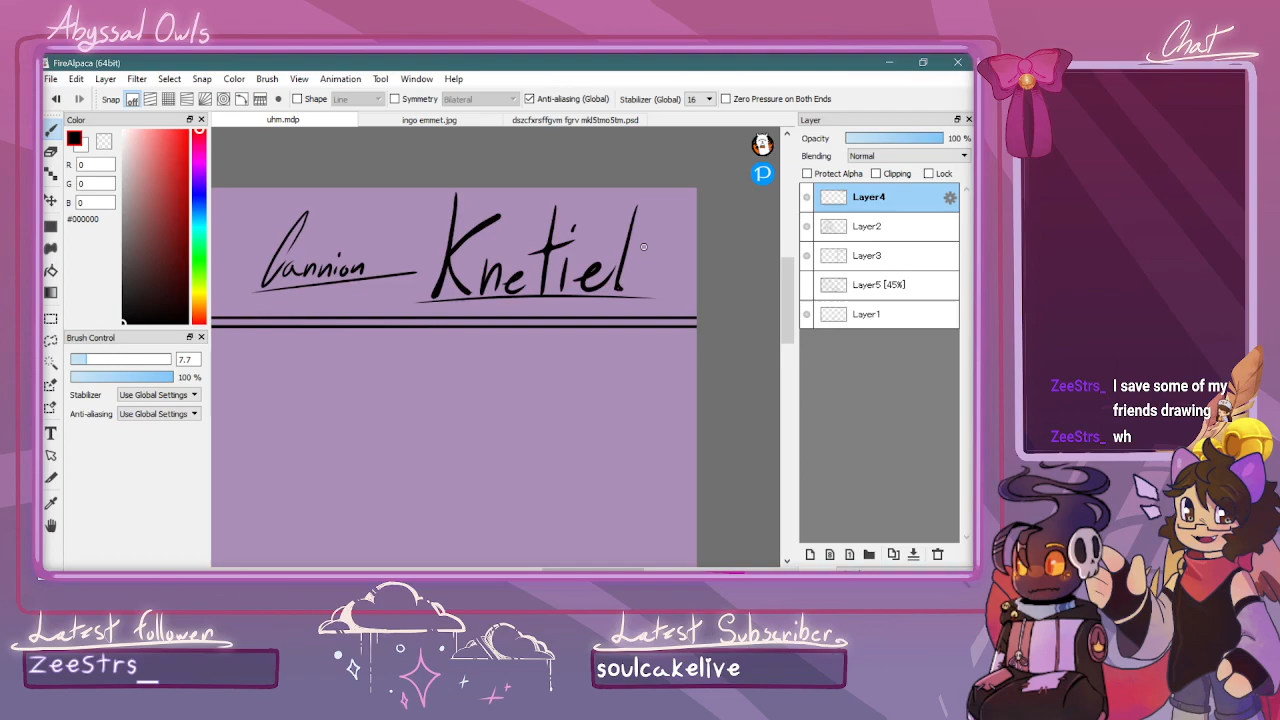 Abyssal Owls
Chat
FireAlpaca (64bit)
File Edit Layer Filter Select Snap Color Brush View Animation Tool Window Help
Snap off Shape Line Symmetry Bilateral Anti-aliasing (Global) Stabilizer (Global) 16 Zero Pressure on Both Ends
Color
uhm.mdp
ingo emmet.jpg
dszcfxrsffgvm fgrv mklStmoStm.psd
R 0
G 0
B 0
#000000
Brush Control
7.7
100 %
Stabilizer Use Global Settings
Anti-aliasing Use Global Settings
T
Cannion Knetiel
P
Layer
Opacity 100 %
Blending Normal
Protect Alpha Clipping Lock
Layer4
Layer2
Layer3
Layer5 [45%]
Layer1
ZeeStrs_ I save some of my
friends drawing
ZeeStrs_ wh
Latest follower
ZeeStrs_
Latest Subscriber
soulcakelive